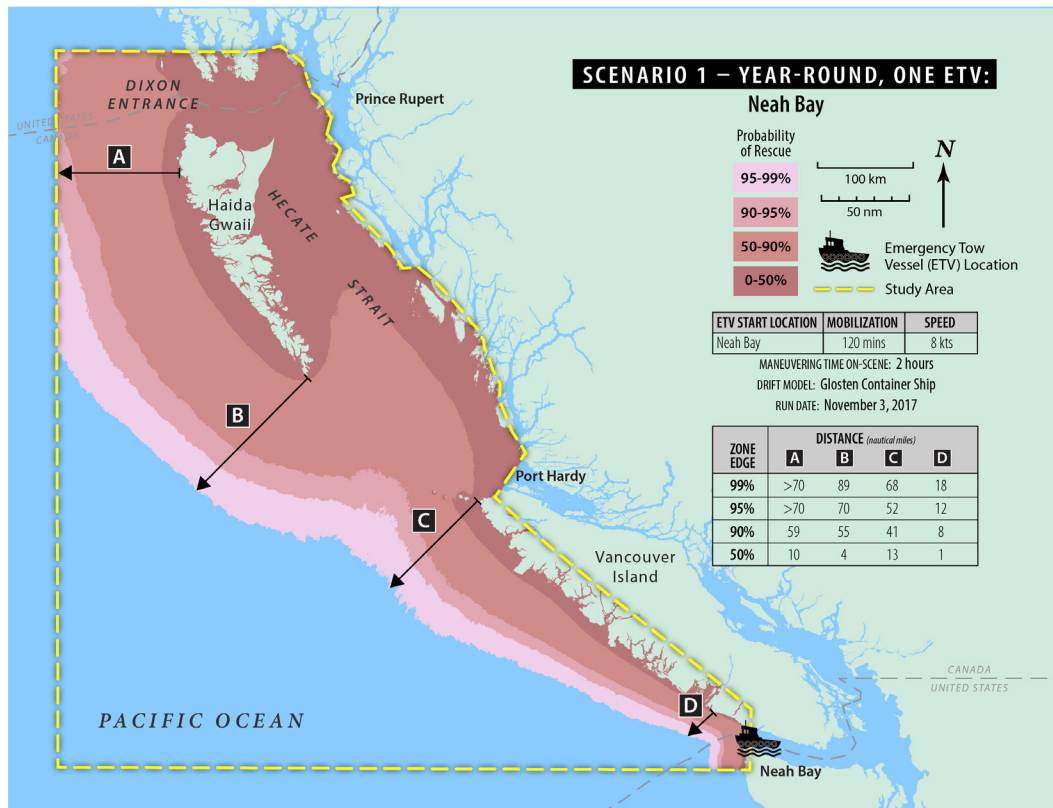 SCENARIO 1 – YEAR-ROUND, ONE ETV:
Neah Bay
Probability
of Rescue
95-99%
90-95%
50-90%
0-50%
100 km
50 nm
N
Emergency Tow
Vessel (ETV) Location
Study Area
ETV START LOCATION MOBILIZATION SPEED
Neah Bay 120 mins 8 kts
MANEUVERING TIME ON-SCENE: 2 hours
DRIFT MODEL: Glosten Container Ship
RUN DATE: November 3, 2017
ZONE
EDGE
DISTANCE (nautical miles)
A B C D
99% >70 89 68 18
95% >70 70 52 12
90% 59 55 41 8
50% 10 4 13 1
DIXON
ENTRANCE
UNITED STATES
CANADA
Prince Rupert
A
Haida
Gwaii
HECATE
STRAIT
B
Port Hardy
C
Vancouver
Island
D
CANADA
UNITED STATES
PACIFIC OCEAN
Neah Bay